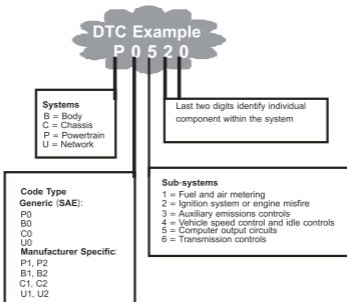 DTC Example
P 0 5 2 0
Systems
B = Body
C = Chassis
P = Powertrain
U = Network
Last two digits identify individual
component within the system
Code Type
Generic (SAE):
P0
B0
C0
U0
Manufacturer Specific:
P1, P2
B1, B2
C1, C2
U1, U2
Sub-systems
1 = Fuel and air metering
2 = Ignition system or engine misfire
3 = Auxiliary emissions controls
4 = Vehicle speed control and idle controls
5 = Computer output circuits
6 = Transmission controls